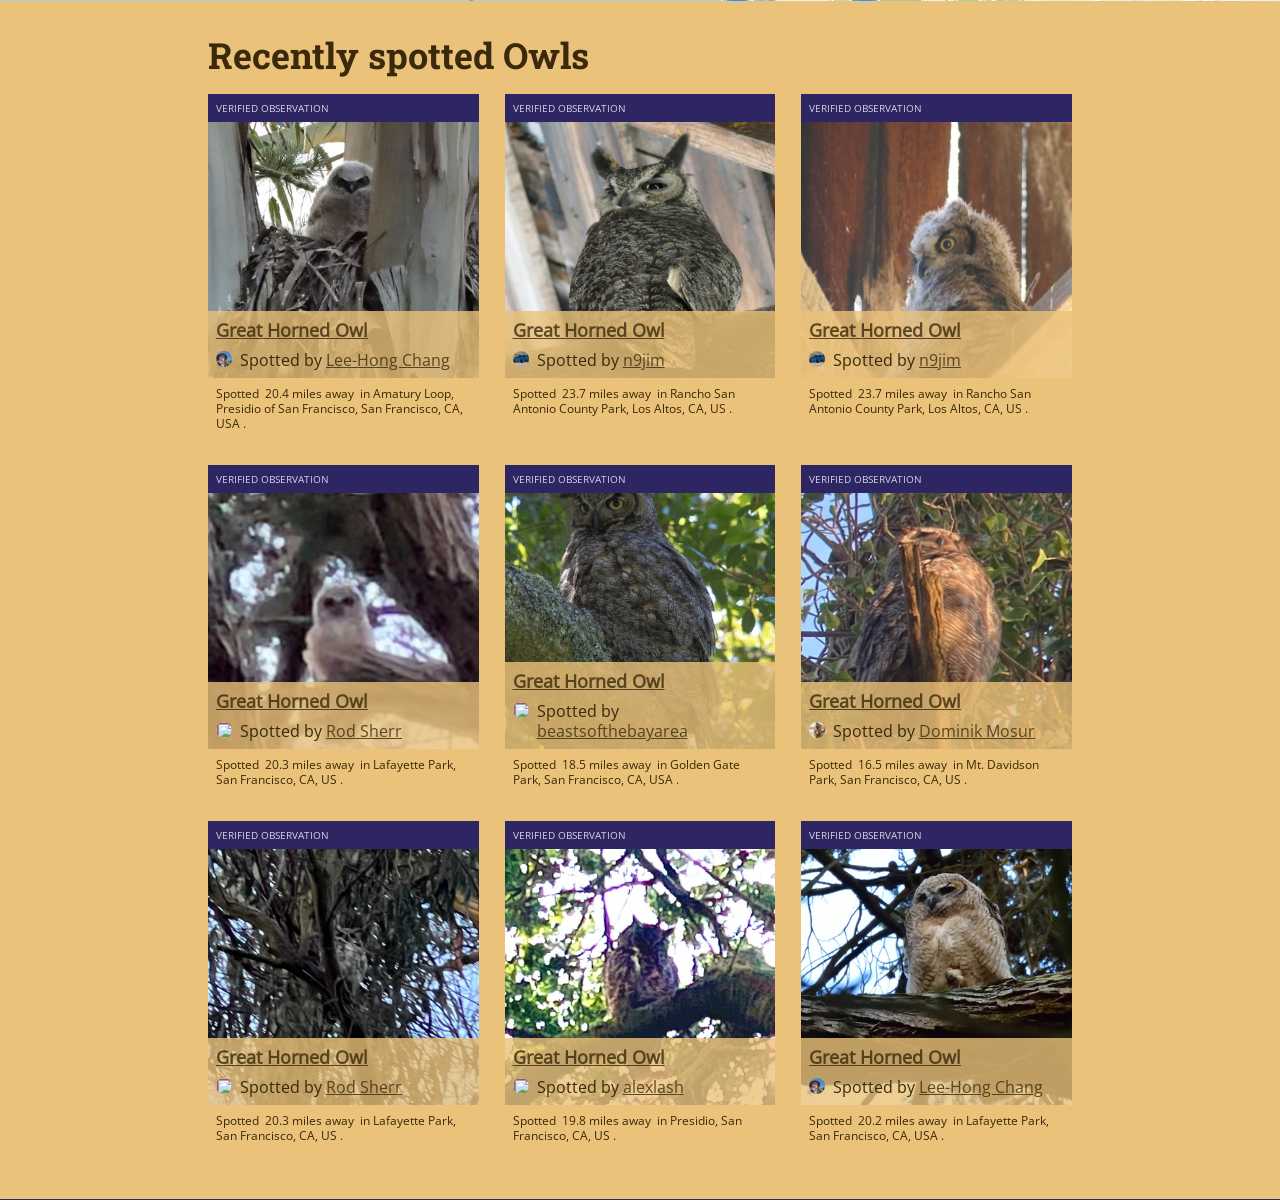 Recently spotted Owls
VERIFIED OBSERVATION
Great Horned Owl
Spotted by Lee-Hong Chang
Spotted 20.4 miles away in Amatury Loop,
Presidio of San Francisco, San Francisco, CA,
USA .
VERIFIED OBSERVATION
Great Horned Owl
Spotted by n9jim
Spotted 23.7 miles away in Rancho San
Antonio County Park, Los Altos, CA, US .
VERIFIED OBSERVATION
Great Horned Owl
Spotted by n9jim
Spotted 23.7 miles away in Rancho San
Antonio County Park, Los Altos, CA, US .
VERIFIED OBSERVATION
Great Horned Owl
Spotted by Rod Sherr
Spotted 20.3 miles away in Lafayette Park,
San Francisco, CA, US .
VERIFIED OBSERVATION
Great Horned Owl
Spotted by
beastsofthebayarea
Spotted 18.5 miles away in Golden Gate
Park, San Francisco, CA, USA .
VERIFIED OBSERVATION
Great Horned Owl
Spotted by Dominik Mosur
Spotted 16.5 miles away in Mt. Davidson
Park, San Francisco, CA, US .
VERIFIED OBSERVATION
Great Horned Owl
Spotted by Rod Sherr
Spotted 20.3 miles away in Lafayette Park,
San Francisco, CA, US .
VERIFIED OBSERVATION
Great Horned Owl
Spotted by alexlash
Spotted 19.8 miles away in Presidio, San
Francisco, CA, US .
VERIFIED OBSERVATION
Great Horned Owl
Spotted by Lee-Hong Chang
Spotted 20.2 miles away in Lafayette Park,
San Francisco, CA, USA .